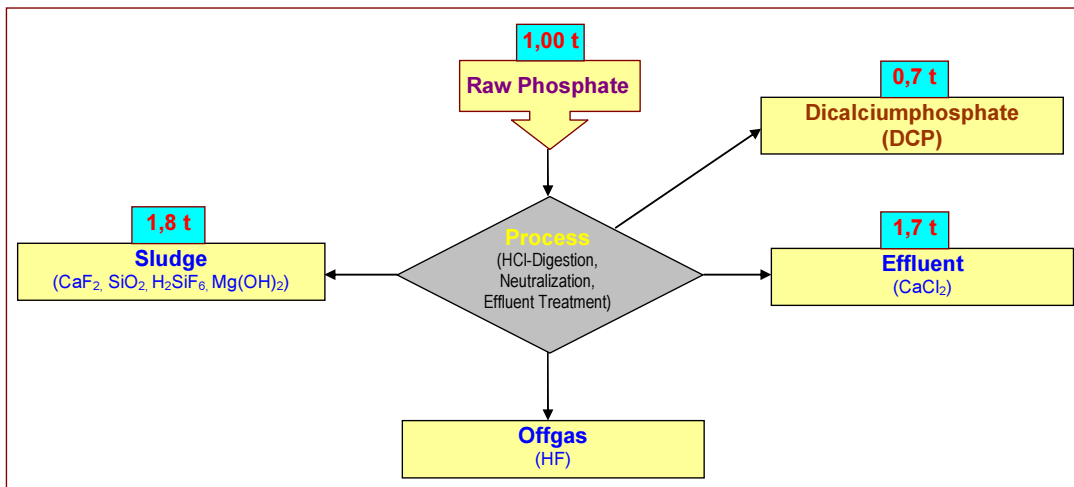 1,00 t
Raw Phosphate
0,7 t
Dicalciumphosphate
(DCP)
1,8 t
Sludge
(CaF₂, SiO₂, H₂SiF₆, Mg(OH)₂)
Process
(HCl-Digestion,
Neutralization,
Effluent Treatment)
1,7 t
Effluent
(CaCl₂)
Offgas
(HF)